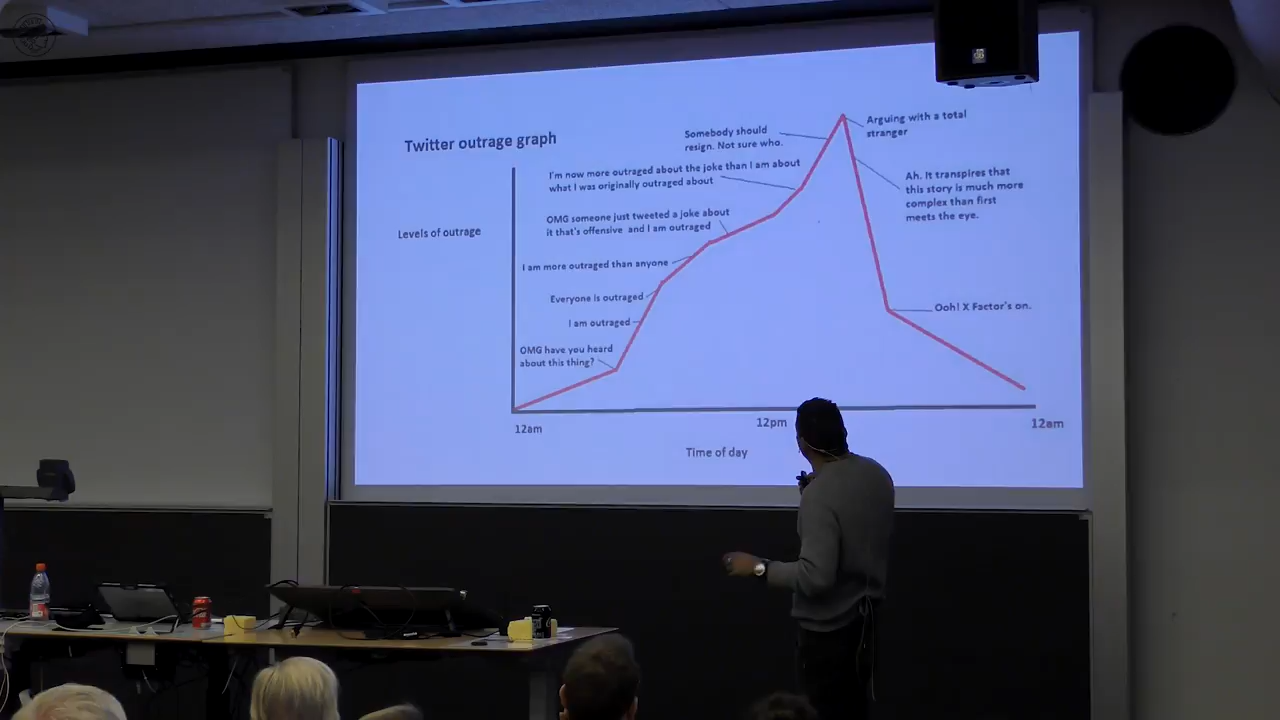 Twitter outrage graph
Levels of outrage
Somebody should
resign. Not sure who.
I'm now more outraged about the joke than I am about
what I was originally outraged about
OMG someone just tweeted a joke about
it that's offensive and I am outraged
I am more outraged than anyone
Everyone is outraged
I am outraged
OMG have you heard
about this thing?
Arguing with a total
stranger
Ah. It transpires that
this story is much more
complex than first
meets the eye.
Ooh! X Factor's on.
12am
12pm
12am
Time of day